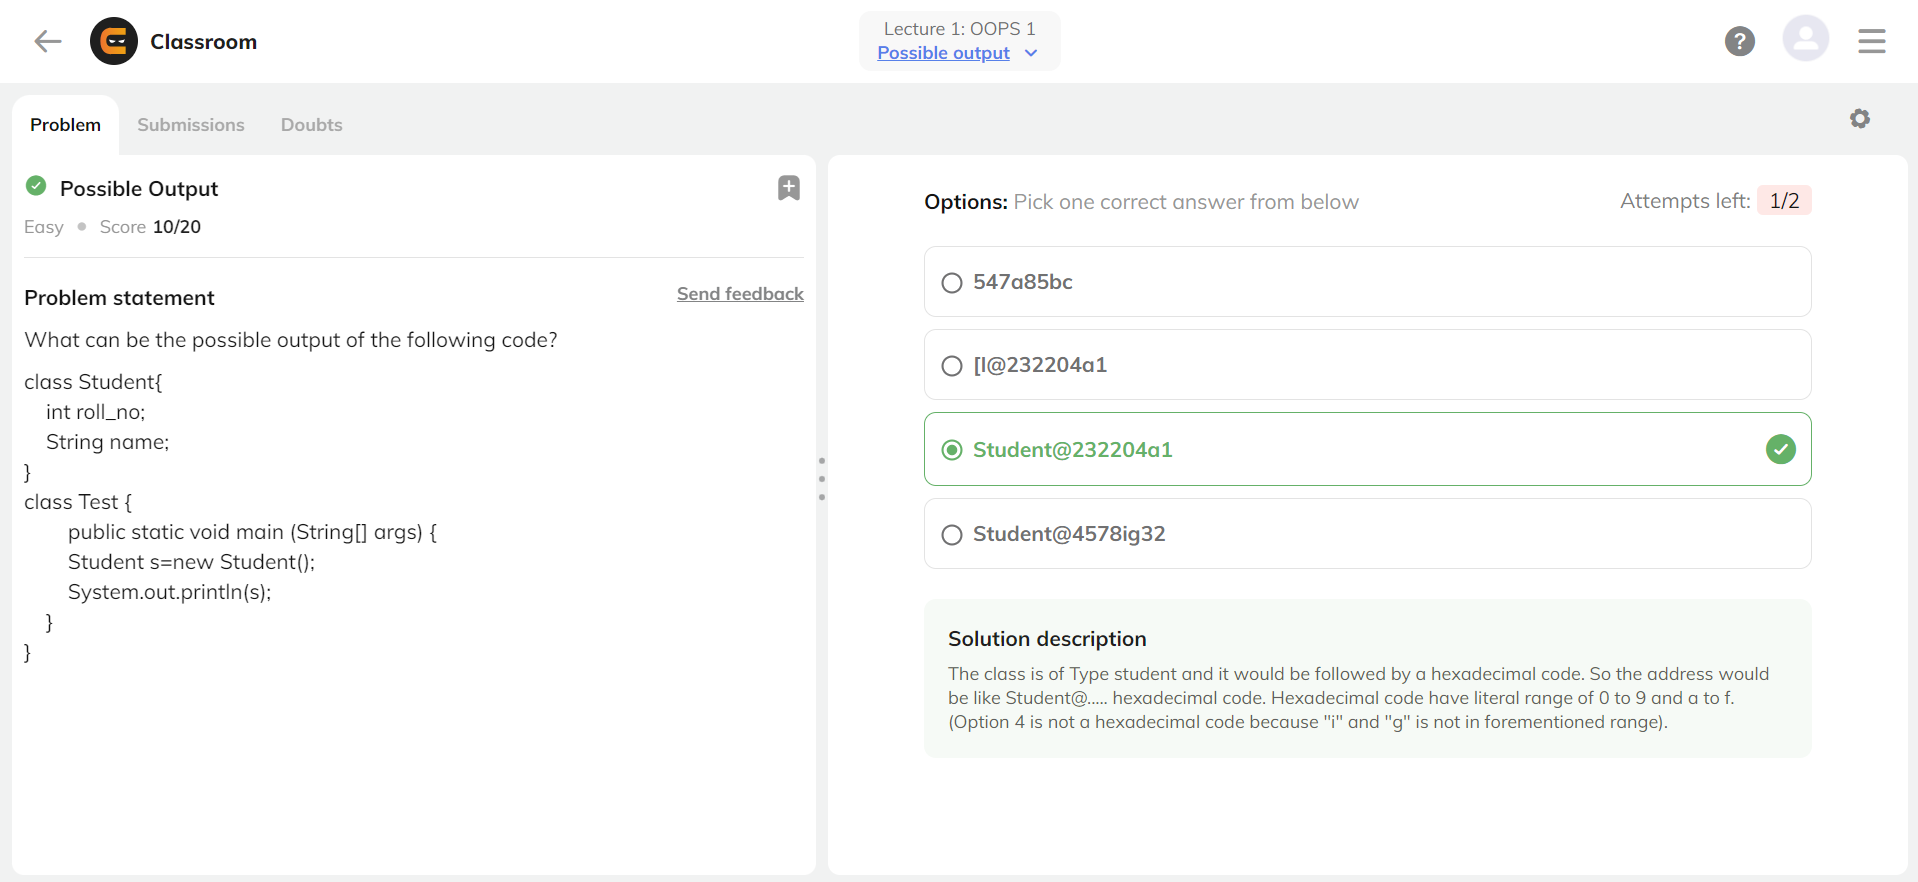 Classroom
Lecture 1: OOPS 1
Possible output
?
Problem
Submissions
Doubts
Possible Output
Easy
Score 10/20
Problem statement
Send feedback
What can be the possible output of the following code?
class Student{
int roll_no;
String name;
}
class Test {
public static void main (String[] args) {
Student s=new Student();
System.out.println(s);
}
}
Options: Pick one correct answer from below
Attempts left: 1/2
547a85bc
[I@232204a1
Student@232204a1
Student@4578ig32
Solution description
The class is of Type student and it would be followed by a hexadecimal code. So the address would
be like Student@..... hexadecimal code. Hexadecimal code have literal range of 0 to 9 and a to f.
(Option 4 is not a hexadecimal code because "i" and "g" is not in forementioned range).